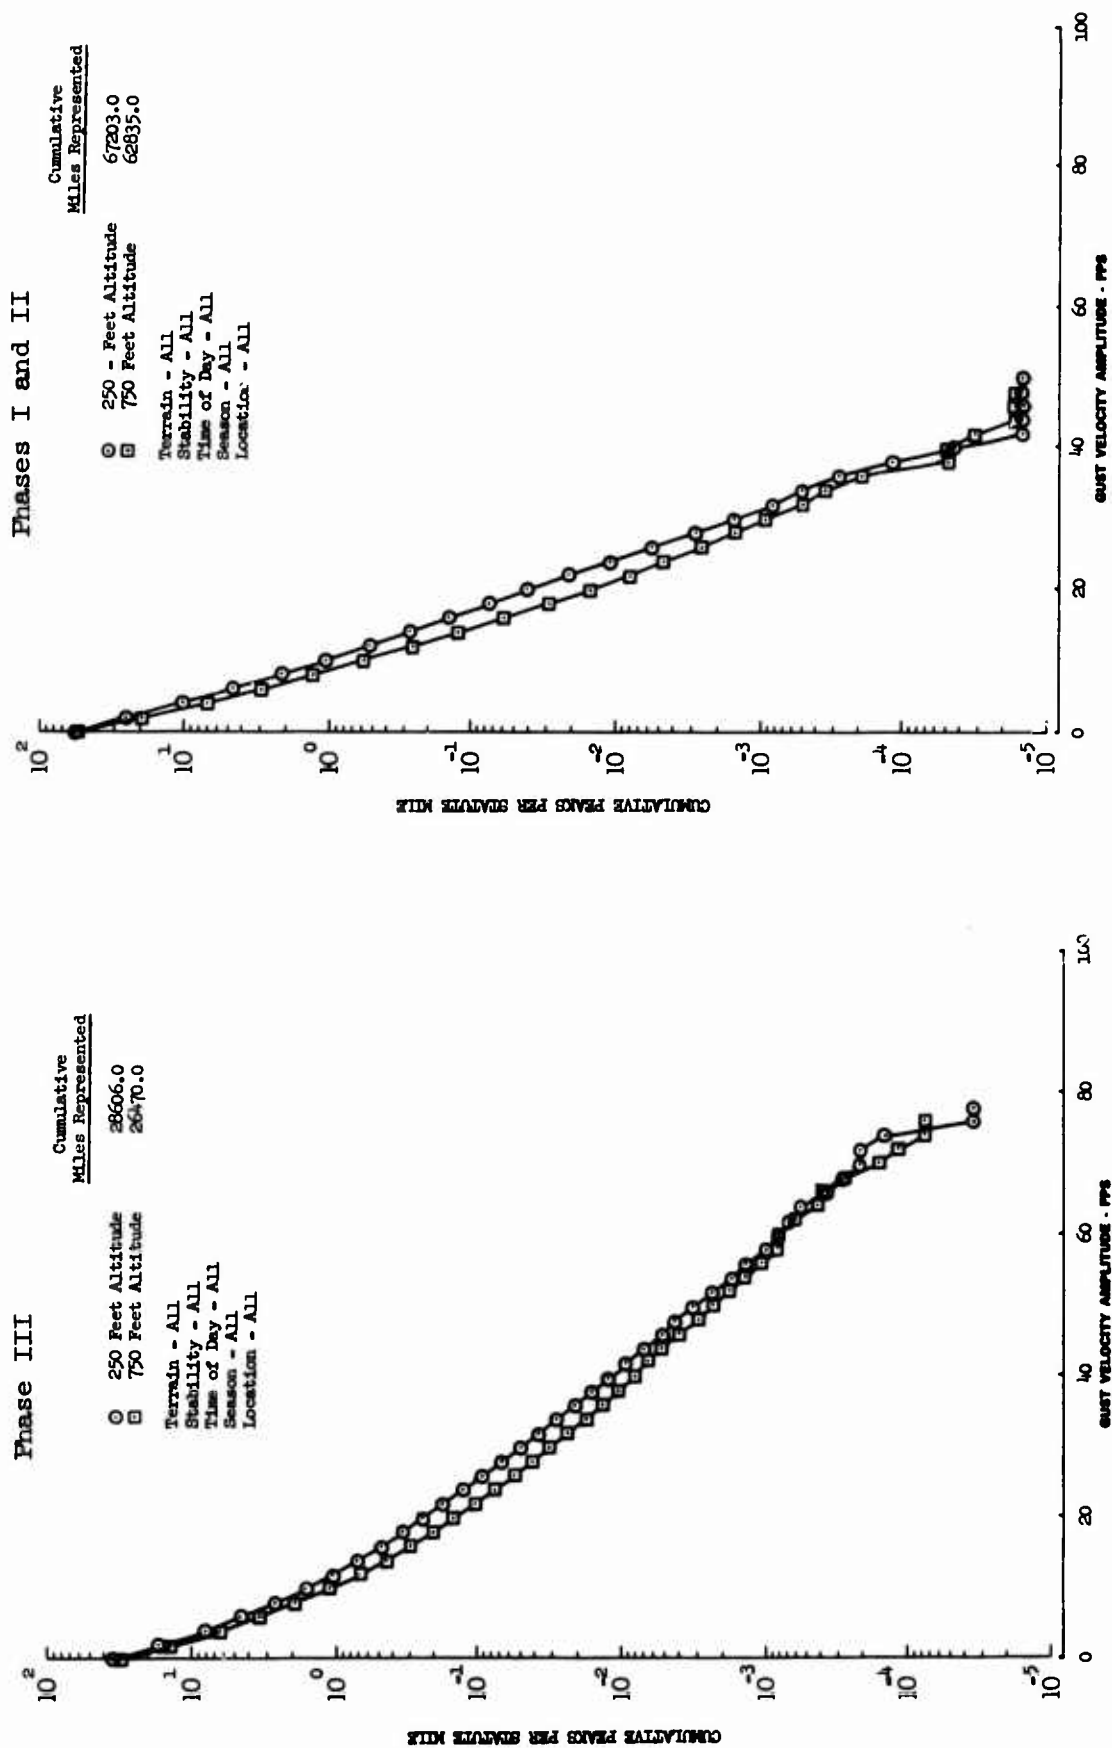 Phase III
Cumulative
Miles Represented
250 Feet Altitude 28606.0
750 Feet Altitude 26470.0
Terrain - All
Stability - All
Time of Day - All
Season - All
Location - All
CUMULATIVE PEAKS PER STATUTE MILE
10 2
10 1
10 0
10 -1
10 -2
10 -3
10 -4
10 -5
0 20 40 60 80 100
GUST VELOCITY AMPLITUDE - FPS
Phases I and II
Cumulative
Miles Represented
250 - Feet Altitude 67203.0
750 Feet Altitude 62835.0
Terrain - All
Stability - All
Time of Day - All
Season - All
Location - All
CUMULATIVE PEAKS PER STATUTE MILE
10 2
10 1
10 0
10 -1
10 -2
10 -3
10 -4
10 -5
0 20 40 60 80 100
GUST VELOCITY AMPLITUDE - FPS